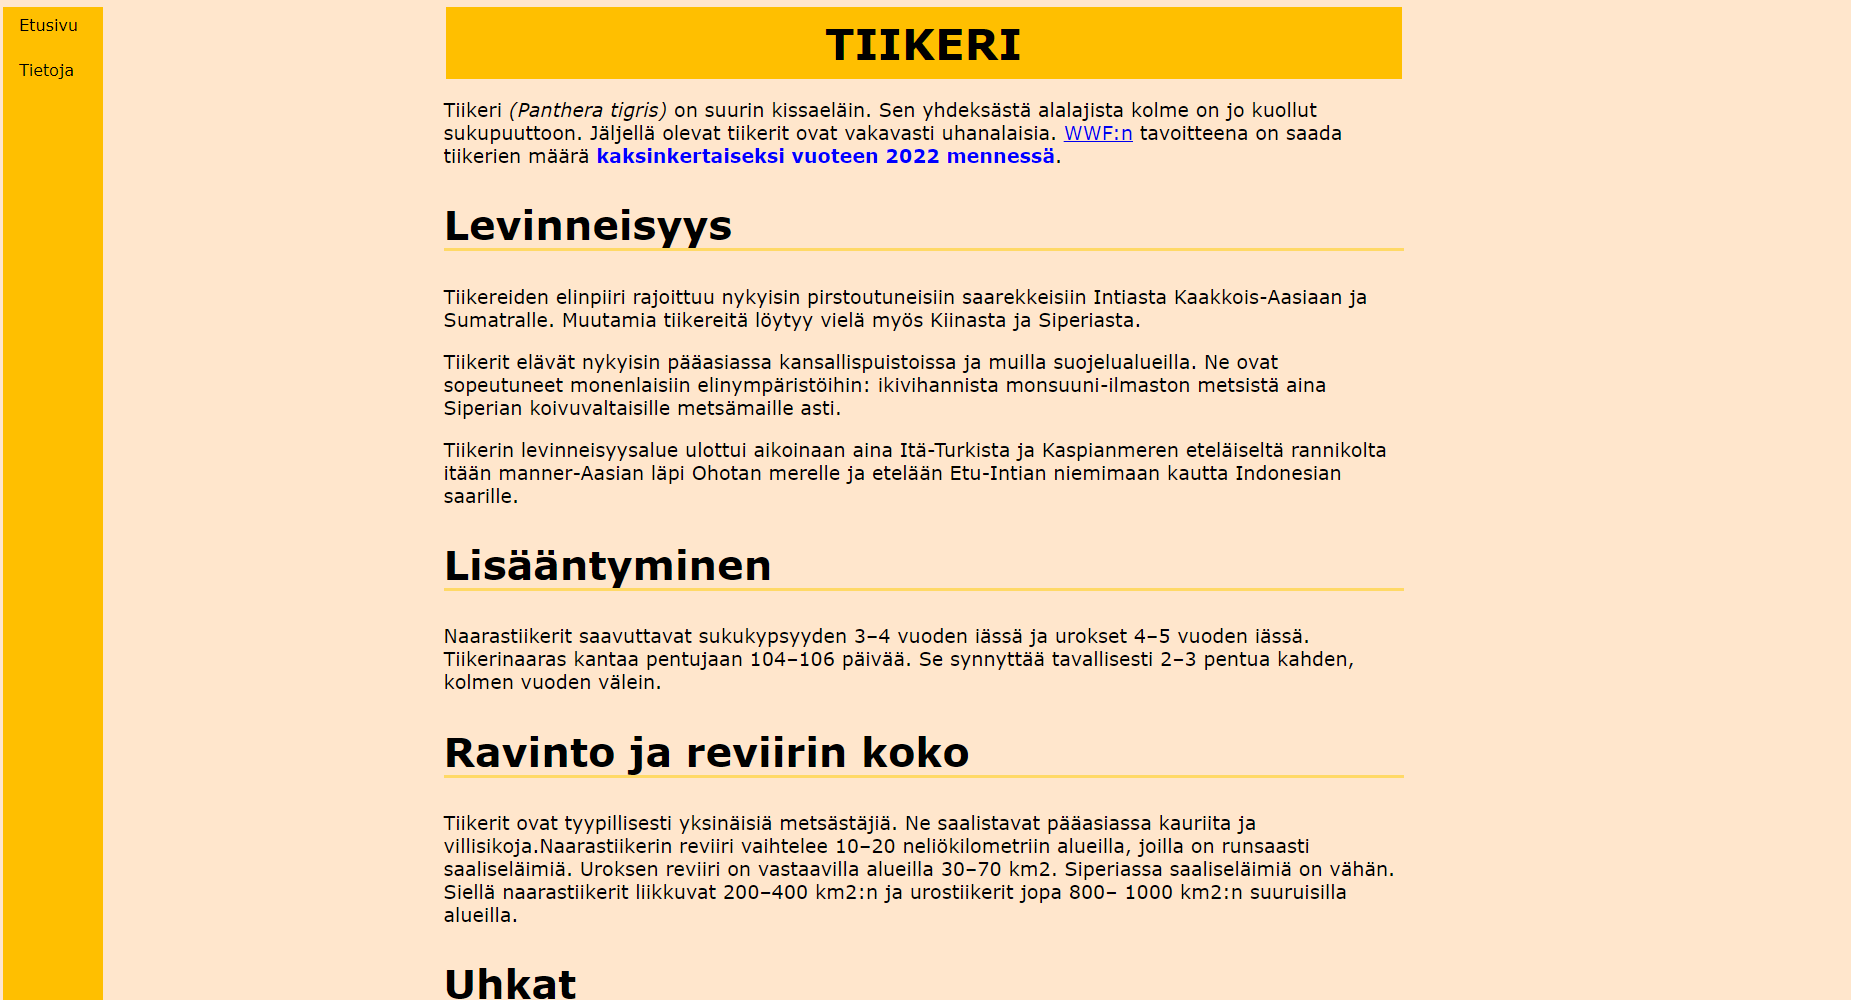 Etusivu
Tietoja
TIIKERI
Tiikeri (Panthera tigris) on suurin kissaeläin. Sen yhdeksästä alalajista kolme on jo kuollut
sukupuuttoon. Jäljellä olevat tiikerit ovat vakavasti uhanalaisia. WWF:n tavoitteena on saada
tiikerien määrä kaksinkertaiseksi vuoteen 2022 mennessä.
Levinneisyys
Tiikereiden elinpiiri rajoittuu nykyisin pirstoutuneisiin saarekkeisiin Intiasta Kaakkois-Aasiaan ja
Sumatralle. Muutamia tiikereitä löytyy vielä myös Kiinasta ja Siperiasta.
Tiikerit elävät nykyisin pääasiassa kansallispuistoissa ja muilla suojelualueilla. Ne ovat
sopeutuneet monenlaisiin elinympäristöihin: ikivihannista monsuuni-ilmaston metsistä aina
Siperian koivuvaltaisille metsämaille asti.
Tiikerin levinneisyysalue ulottui aikoinaan aina Itä-Turkista ja Kaspianmeren eteläiseltä rannikolta
itään manner-Aasian läpi Ohotan merelle ja etelään Etu-Intian niemimaan kautta Indonesian
saarille.
Lisääntyminen
Naarastiikerit saavuttavat sukukypsyyden 3–4 vuoden iässä ja urokset 4–5 vuoden iässä.
Tiikerinaaras kantaa pentujaan 104–106 päivää. Se synnyttää tavallisesti 2–3 pentua kahden,
kolmen vuoden välein.
Ravinto ja reviirin koko
Tiikerit ovat tyypillisesti yksinäisiä metsästäjiä. Ne saalistavat pääasiassa kauriita ja
villisikoja.Naarastiikerin reviiri vaihtelee 10–20 neliökilometriin alueilla, joilla on runsaasti
saaliseläimiä. Uroksen reviiri on vastaavilla alueilla 30–70 km2. Siperiassa saaliseläimiä on vähän.
Siellä naarastiikerit liikkuvat 200–400 km2:n ja urostiikerit jopa 800– 1000 km2:n suuruisilla
alueilla.
Uhkat